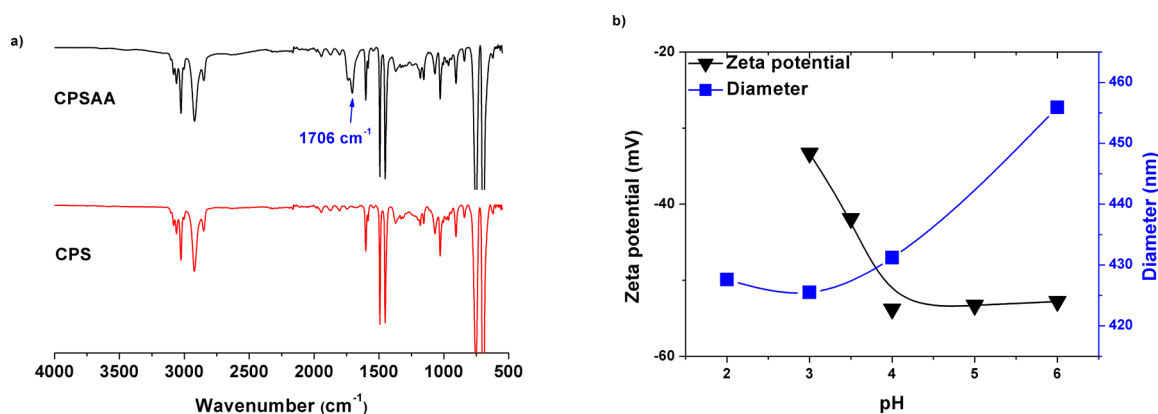 a)
CPSAA
1706 cm⁻¹
CPS
4000 3500 3000 2500 2000 1500 1000 500
Wavenumber (cm⁻¹)
b)
Zeta potential
Diameter
-20
-40
-60
Zeta potential (mV)
460
450
440
430
420
Diameter (nm)
2 3 4 5 6
pH